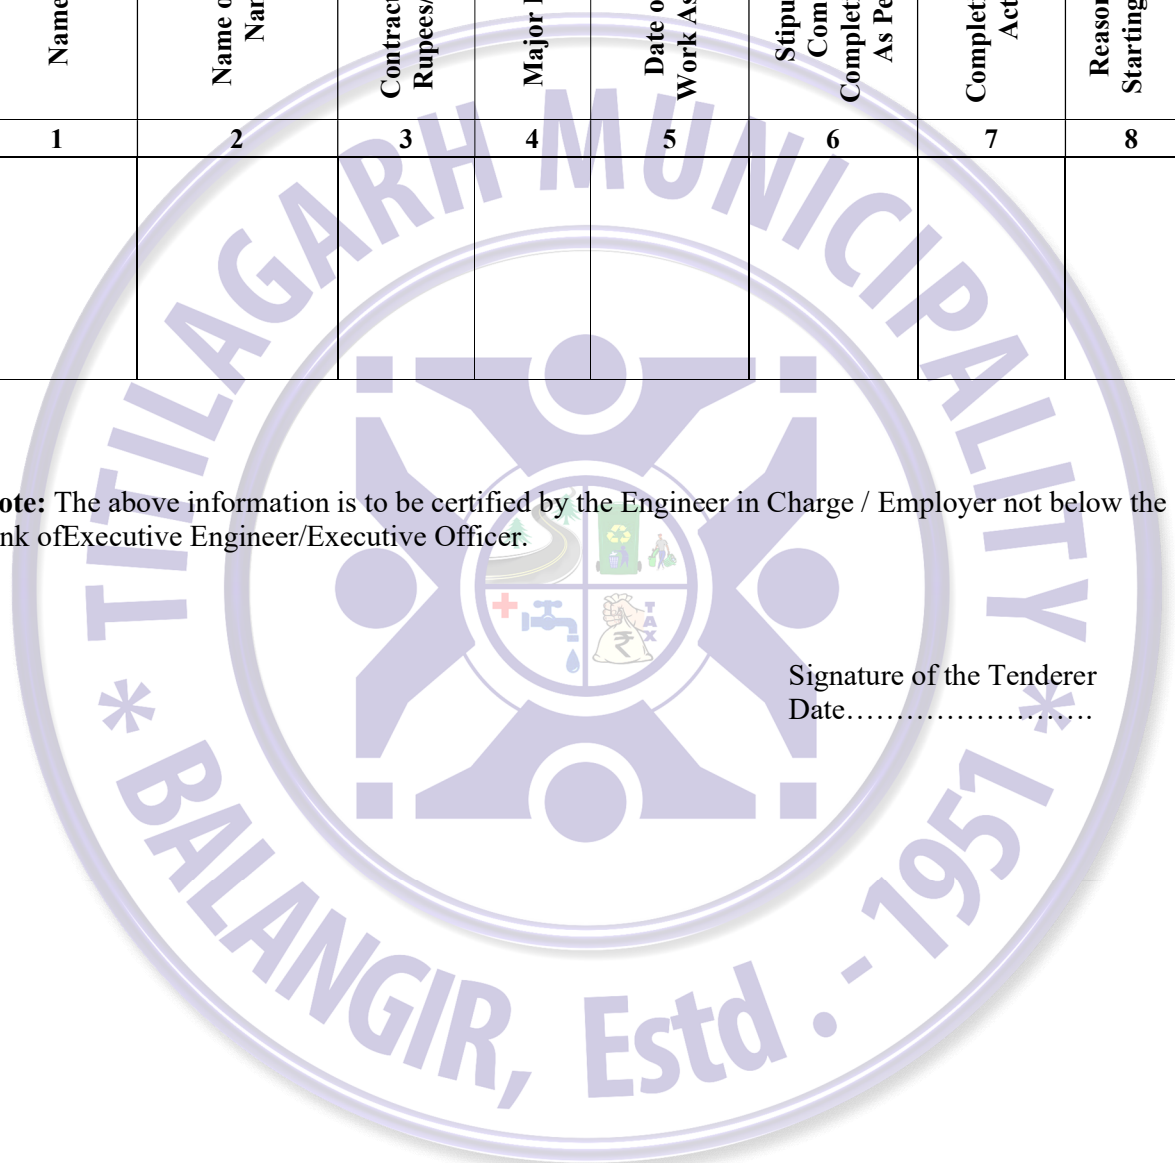 Name
Name o
Nar
Contrac
Rupees/
Major
Date o
Work As
Stipu
Com
Completi
As Pe
Complet
Act
Reason
Starting
1 2 3 4 5 6 7 8
ote: The above information is to be certified by the Engineer in Charge / Employer not below the
nk ofExecutive Engineer/Executive Officer.
TAX
Signature of the Tenderer
Date…………………….
TITILAGARH MUNICIPALITY
* BALANGIR, Estd. - 1951 *